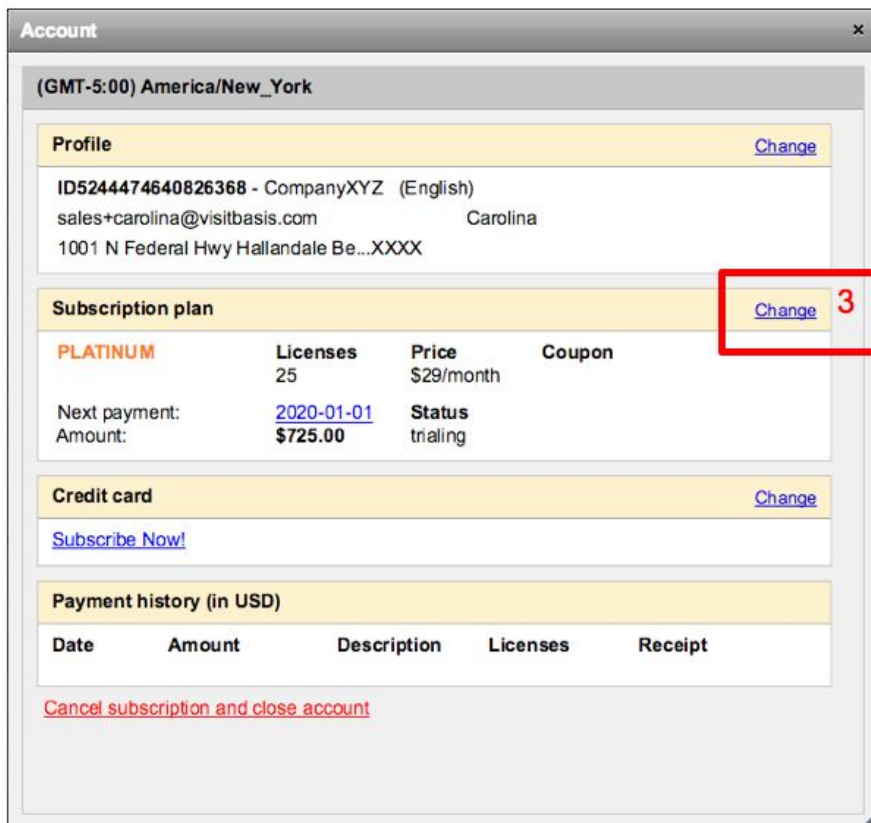 Account ×
(GMT-5:00) America/New_York
Profile Change
ID5244474640826368 - CompanyXYZ (English)
sales+carolina@visitbasis.com Carolina
1001 N Federal Hwy Hallandale Be...XXXX
Subscription plan Change 3
PLATINUM Licenses Price Coupon
25 $29/month
Next payment: 2020-01-01 Status
Amount: $725.00 trialing
Credit card Change
Subscribe Now!
Payment history (in USD)
Date Amount Description Licenses Receipt
Cancel subscription and close account